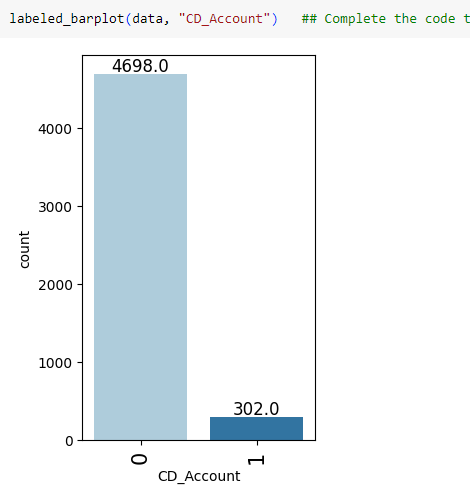 labeled_barplot(data, "CD_Account")   ## Complete the code t
4698.0
4000
3000
count
2000
1000
302.0
0
0 1
CD_Account